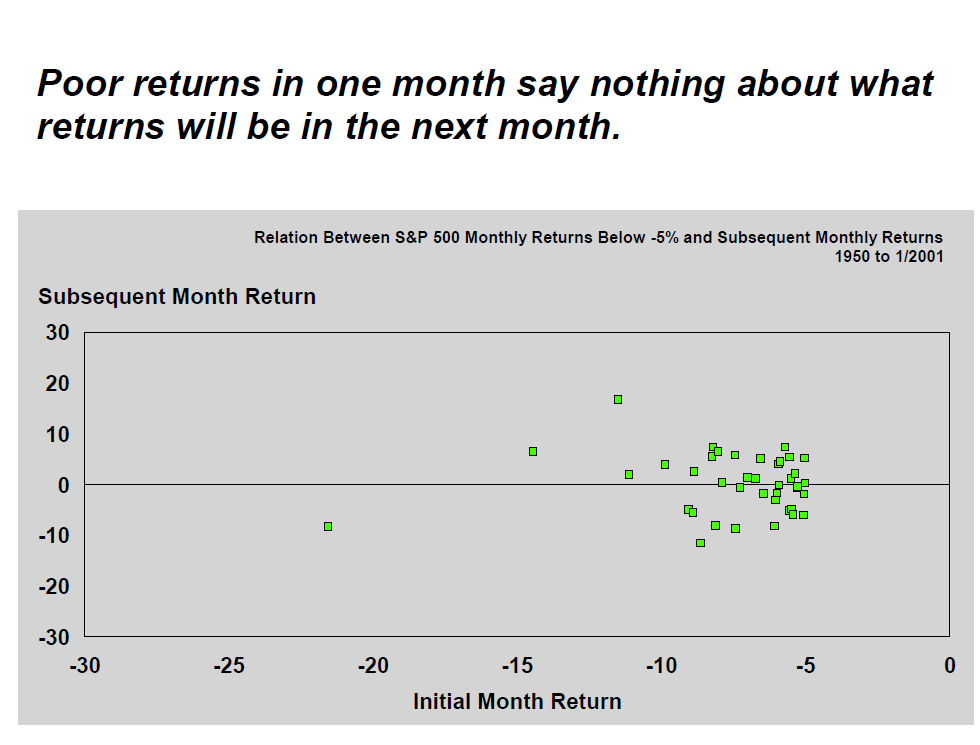 Poor returns in one month say nothing about what
returns will be in the next month.
Relation Between S&P 500 Monthly Returns Below -5% and Subsequent Monthly Returns
1950 to 1/2001
Subsequent Month Return
30
20
10
0
-10
-20
-30
-30 -25 -20 -15 -10 -5 0
Initial Month Return